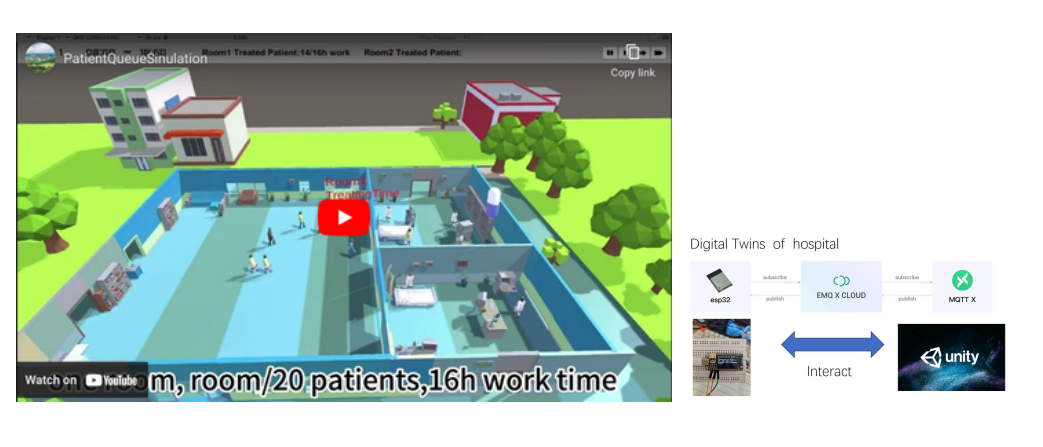 PatientQueueSinulation
Room1 Treated Patient:14/16h work Room2 Treated Patient:
Copy link
Room1
Treating Time
Watch on YouTube
m, room/20 patients,16h work time
Digital Twins of hospital
subscribe
subscribe
esp32
EMQ X CLOUD
MQTT X
publish
publish
Interact
unity